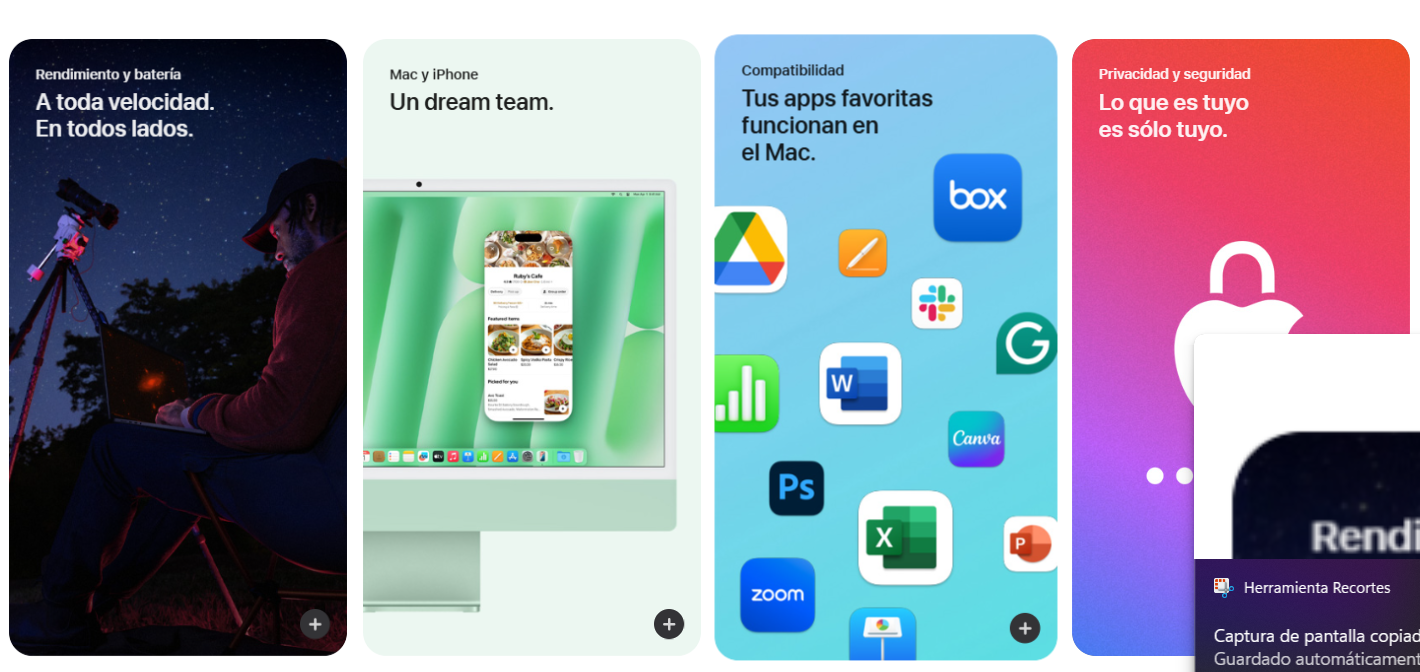 Rendimiento y batería
A toda velocidad.
En todos lados.
Mac y iPhone
Un dream team.
Ruby's Café
Featured Items
Picked for you
Compatibilidad
Tus apps favoritas
funcionan en
el Mac.
box
W
G
Canva
Ps
X
P
zoom
Privacidad y seguridad
Lo que es tuyo
es sólo tuyo.
Rendi
Herramienta Recortes
Captura de pantalla copiad
Guardado automáticament